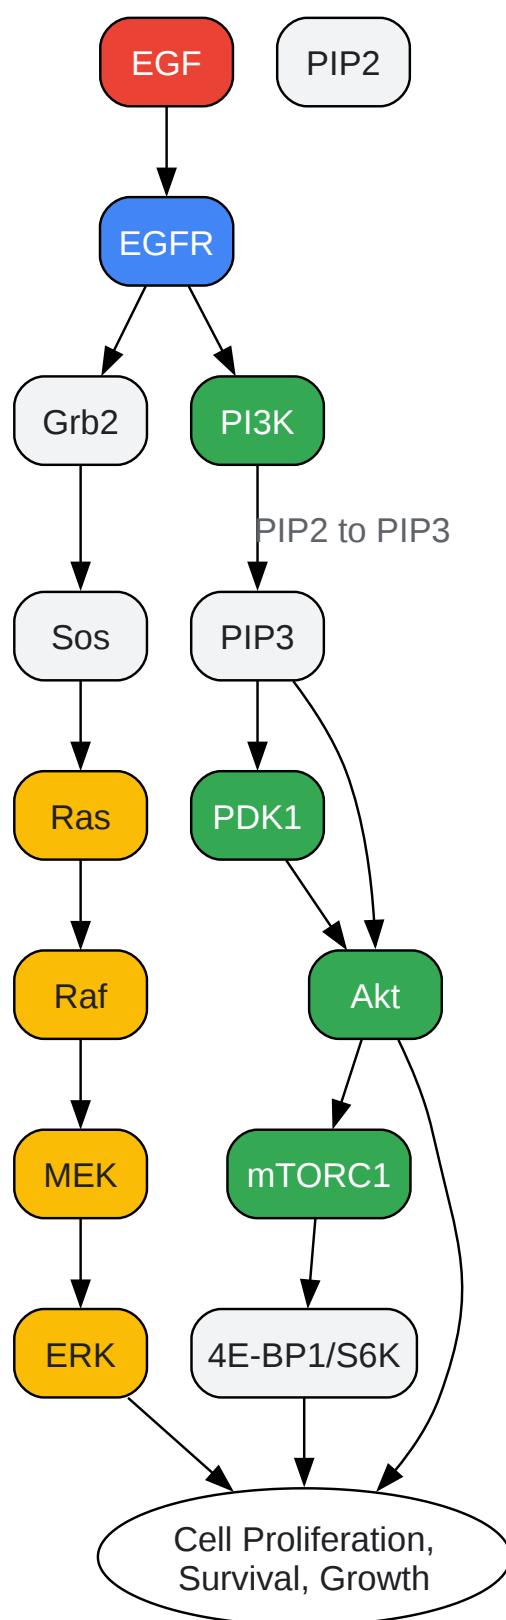 EGF
PIP2
EGFR
Grb2
PI3K
PIP2 to PIP3
Sos
PIP3
Ras
PDK1
Raf
Akt
MEK
mTORC1
ERK
4E-BP1/S6K
Cell Proliferation,
Survival, Growth